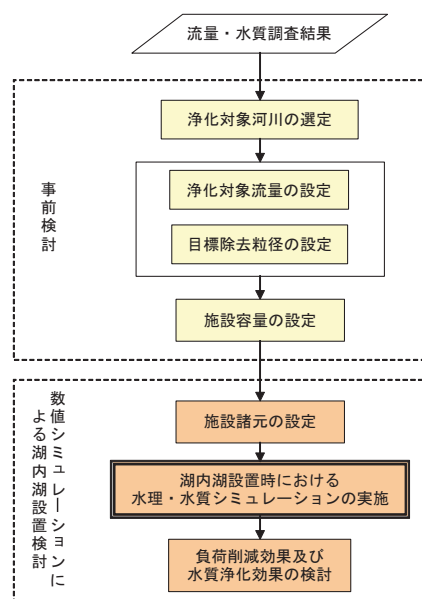 流量・水質調査結果
事前検討
浄化対象河川の選定
浄化対象流量の設定
目標除去粒径の設定
施設容量の設定
数値シミュレーションに
よる湖内湖設置検討
施設諸元の設定
湖内湖設置時における
水理・水質シミュレーションの実施
負荷削減効果及び
水質浄化効果の検討